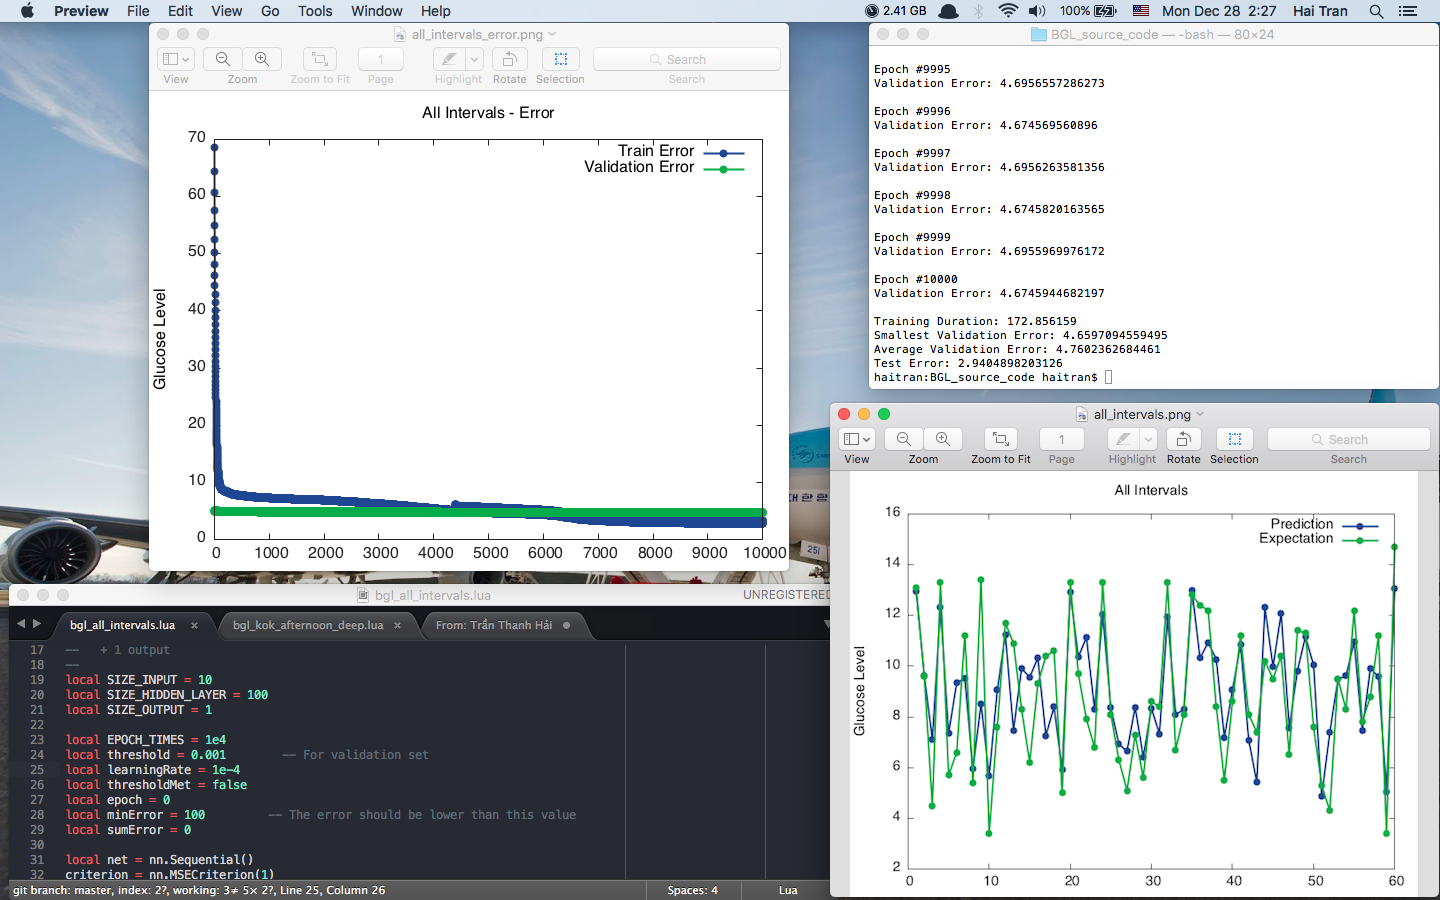 Preview File Edit View Go Tools Window Help 2.41 GB 100% Mon Dec 28 2:27 Hai Tran
all_intervals_error.png
1 Search
View Zoom Zoom to Fit Page Highlight Rotate Selection Search
All Intervals - Error
Train Error
Validation Error
Glucose Level
70
60
50
40
30
20
10
0
0 1000 2000 3000 4000 5000 6000 7000 8000 9000 10000
BGL_source_code — -bash — 80×24
Epoch #9995
Validation Error: 4.6956557286273
Epoch #9996
Validation Error: 4.674569560896
Epoch #9997
Validation Error: 4.6956263581356
Epoch #9998
Validation Error: 4.6745820163565
Epoch #9999
Validation Error: 4.6955969976172
Epoch #10000
Validation Error: 4.6745944682197
Training Duration: 172.856159
Smallest Validation Error: 4.6597094559495
Average Validation Error: 4.7602362684461
Test Error: 2.9404898203126
haitran:BGL_source_code haitran$
대한항
251
bgl_all_intervals.lua UNREGISTERED
bgl_all_intervals.lua × bgl_kok_afternoon_deep.lua × From: Trần Thanh Hải
17 -- + 1 output
18 --
19 local SIZE_INPUT = 10
20 local SIZE_HIDDEN_LAYER = 100
21 local SIZE_OUTPUT = 1
22
23 local EPOCH_TIMES = 1e4
24 local threshold = 0.001 -- For validation set
25 local learningRate = 1e-4
26 local thresholdMet = false
27 local epoch = 0
28 local minError = 100 -- The error should be lower than this value
29 local sumError = 0
30
31 local net = nn.Sequential()
32 criterion = nn.MSECriterion(1)
git branch: master, index: 2?, working: 3≠ 5× 2?, Line 25, Column 26 Spaces: 4 Lua
all_intervals.png
1 Search
View Zoom Zoom to Fit Page Highlight Rotate Selection Search
All Intervals
Prediction
Expectation
Glucose Level
16
14
12
10
8
6
4
2
0 10 20 30 40 50 60